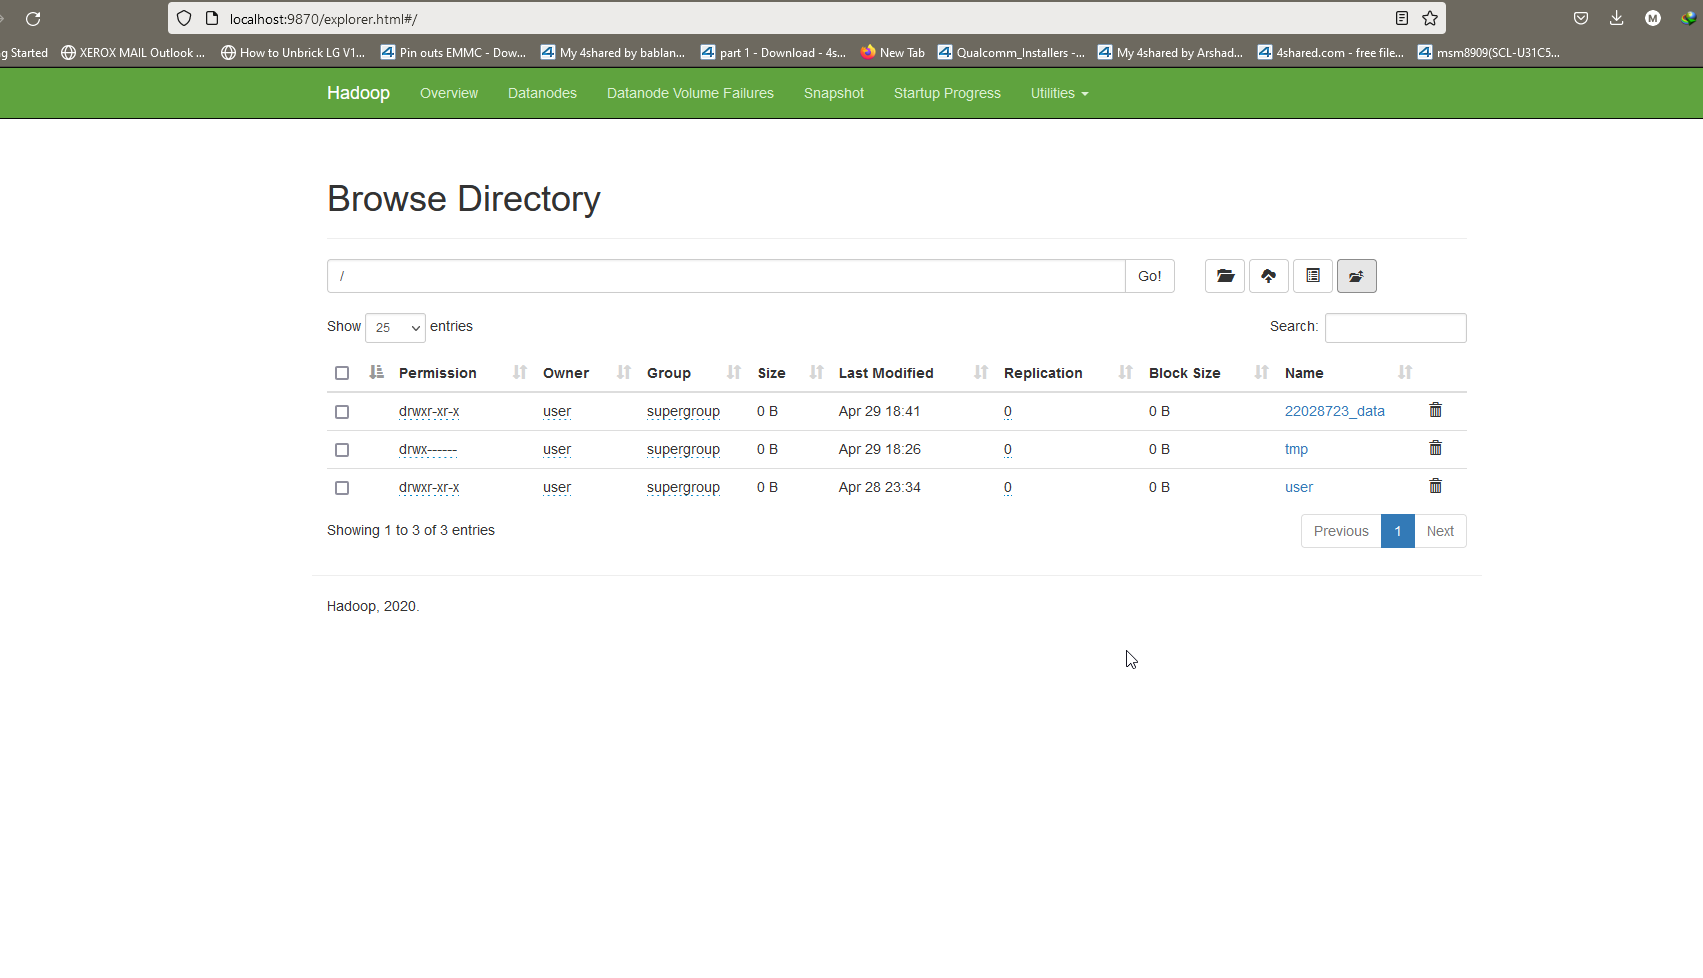 localhost:9870/explorer.html#/
M
g Started XEROX MAIL Outlook ... How to Unbrick LG V1... Pin outs EMMC - Dow... My 4shared by bablan... part 1 - Download - 4s... New Tab Qualcomm_Installers -... My 4shared by Arshad... 4shared.com - free file... msm8909(SCL-U31C5...
Hadoop Overview Datanodes Datanode Volume Failures Snapshot Startup Progress Utilities
Browse Directory
/ Go!
Show 25 entries Search:
Permission Owner Group Size Last Modified Replication Block Size Name
drwxr-xr-x user supergroup 0 B Apr 29 18:41 0 0 B 22028723_data
drwx------ user supergroup 0 B Apr 29 18:26 0 0 B tmp
drwxr-xr-x user supergroup 0 B Apr 28 23:34 0 0 B user
Showing 1 to 3 of 3 entries Previous 1 Next
Hadoop, 2020.